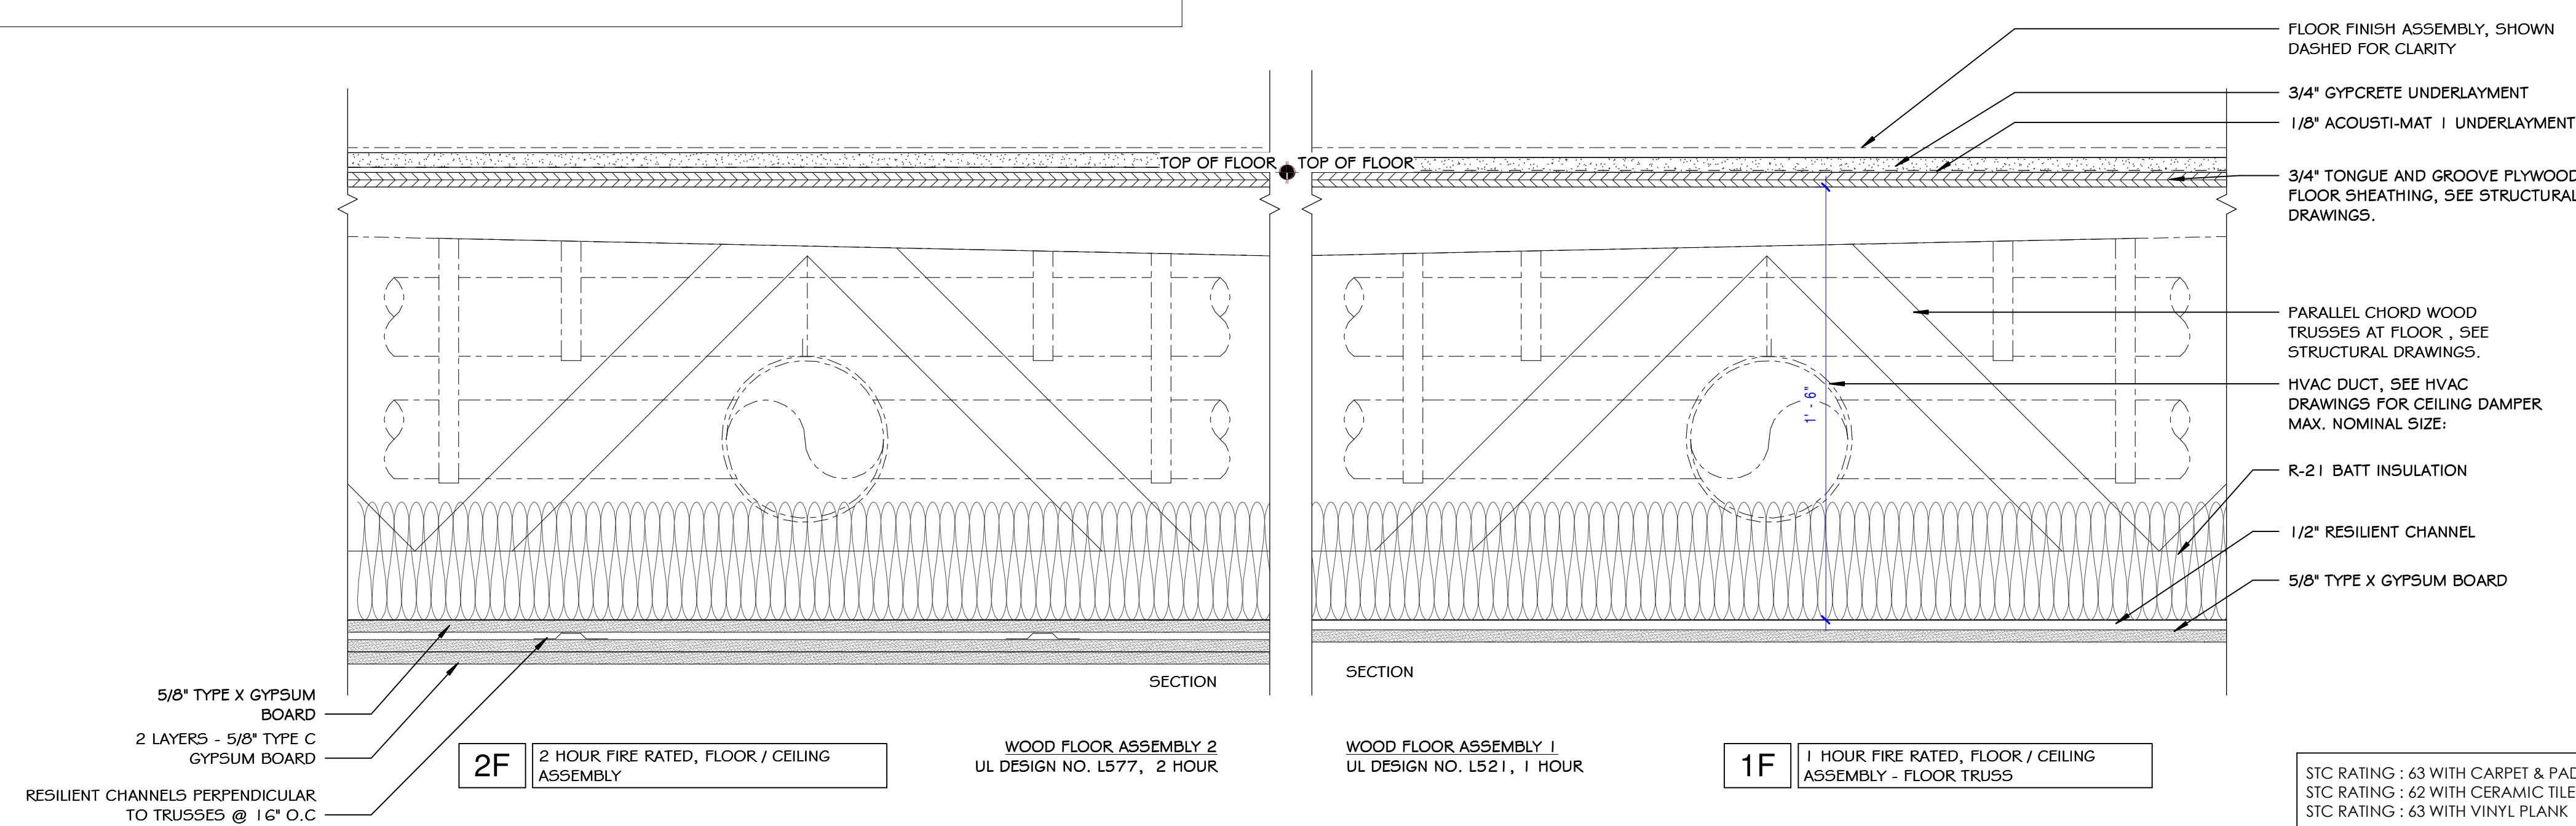 FLOOR FINISH ASSEMBLY, SHOWN
DASHED FOR CLARITY
3/4" GYPCRETE UNDERLAYMENT
1/8" ACOUSTI-MAT 1 UNDERLAYMENT
TOP OF FLOOR
TOP OF FLOOR
3/4" TONGUE AND GROOVE PLYWOOD
FLOOR SHEATHING, SEE STRUCTURAL
DRAWINGS.
PARALLEL CHORD WOOD
TRUSSES AT FLOOR , SEE
STRUCTURAL DRAWINGS.
HVAC DUCT, SEE HVAC
DRAWINGS FOR CEILING DAMPER
MAX. NOMINAL SIZE:
1' - 6"
R-21 BATT INSULATION
1/2" RESILIENT CHANNEL
5/8" TYPE X GYPSUM BOARD
SECTION
SECTION
5/8" TYPE X GYPSUM
BOARD
2 LAYERS - 5/8" TYPE C
GYPSUM BOARD
RESILIENT CHANNELS PERPENDICULAR
TO TRUSSES @ 16" O.C
2F
2 HOUR FIRE RATED, FLOOR / CEILING
ASSEMBLY
WOOD FLOOR ASSEMBLY 2
UL DESIGN NO. L577, 2 HOUR
WOOD FLOOR ASSEMBLY 1
UL DESIGN NO. L521, 1 HOUR
1F
1 HOUR FIRE RATED, FLOOR / CEILING
ASSEMBLY - FLOOR TRUSS
STC RATING : 63 WITH CARPET & PAD
STC RATING : 62 WITH CERAMIC TILE
STC RATING : 63 WITH VINYL PLANK